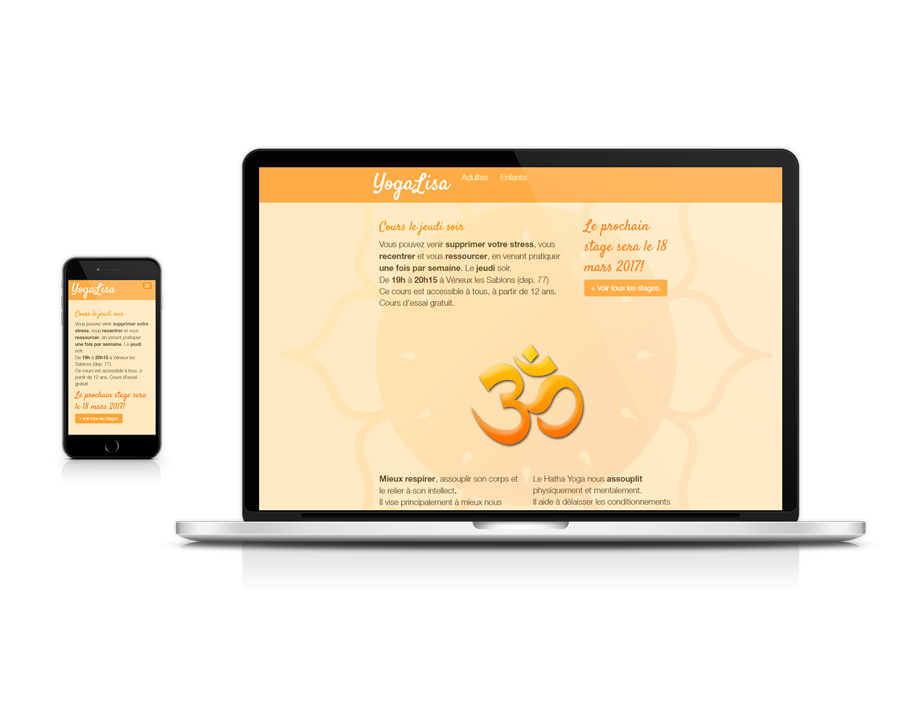 YogaLisa
Adultes
Enfants
Cours le jeudi soir
Vous pouvez venir supprimer votre stress, vous
recentrer et vous ressourcer, en venant pratiquer
une fois par semaine. Le jeudi soir.
De 19h à 20h15 à Véneux les Sablons (dep. 77)
Ce cours est accessible à tous, à partir de 12 ans.
Cours d'essai gratuit.
Le prochain
stage sera le 18
mars 2017!
+ Voir tous les stages.
ॐ
Mieux respirer, assouplir son corps et
le relier à son intellect.
Il vise principalement à mieux nous
Le Hatha Yoga nous assouplit
physiquement et mentalement.
Il aide à délaisser les conditionnements
YogaLisa
Cours le jeudi soir
Vous pouvez venir supprimer votre
stress, vous recentrer et vous
ressourcer, en venant pratiquer
une fois par semaine. Le jeudi
soir.
De 19h à 20h15 à Véneux les
Sablons (dep. 77)
Ce cours est accessible à tous, à
partir de 12 ans. Cours d'essai
gratuit.
Le prochain stage sera
le 18 mars 2017!
+ Voir tous les stages.